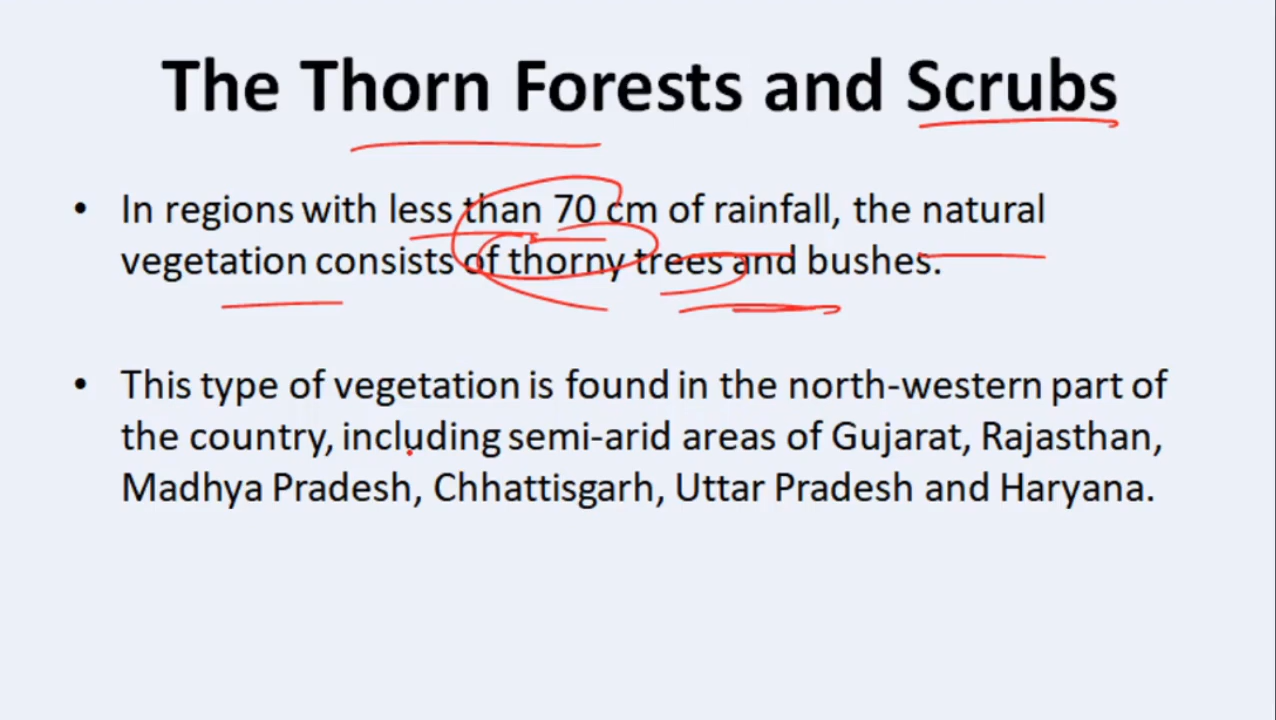 The Thorn Forests and Scrubs
• In regions with less than 70 cm of rainfall, the natural
vegetation consists of thorny trees and bushes.
• This type of vegetation is found in the north-western part of
the country, including semi-arid areas of Gujarat, Rajasthan,
Madhya Pradesh, Chhattisgarh, Uttar Pradesh and Haryana.